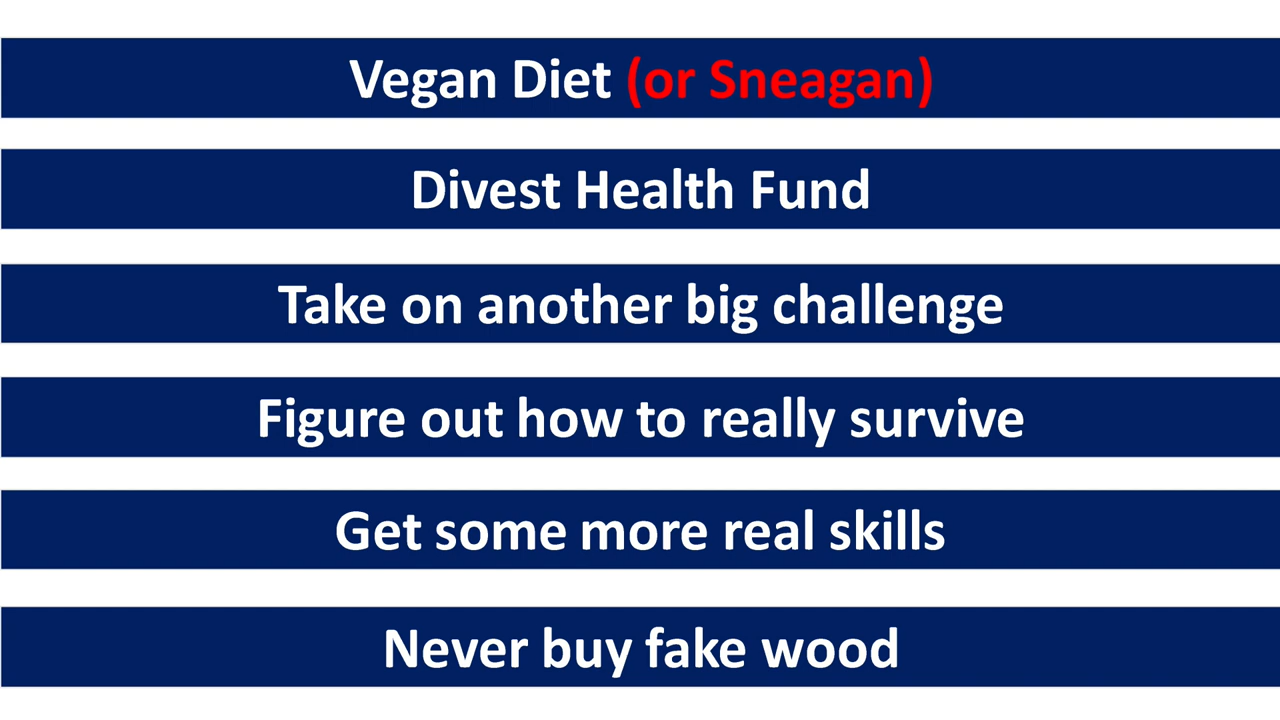 Vegan Diet (or Sneagan)
Divest Health Fund
Take on another big challenge
Figure out how to really survive
Get some more real skills
Never buy fake wood